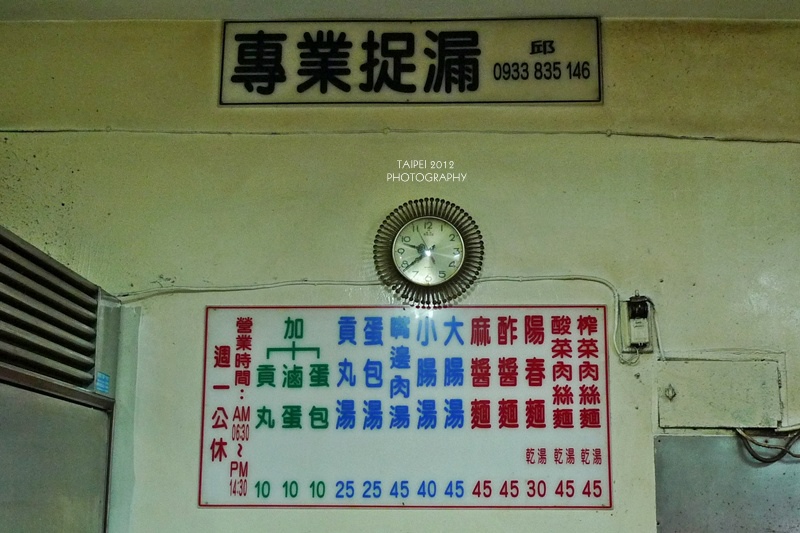 專業捉漏
邱
0933 835 146
TAIPEI 2012
PHOTOGRAPHY
榨菜肉絲麵 乾湯 45
酸菜肉絲麵 乾湯 45
陽春麵 乾湯 30
酢醬麵 45
麻醬麵 45
大腸湯 45
小腸湯 40
嘴邊肉湯 45
蛋包湯 25
貢丸湯 25
加
蛋包 10
滷蛋 10
貢丸 10
營業時間：AM 06:30～PM 14:30
週一公休